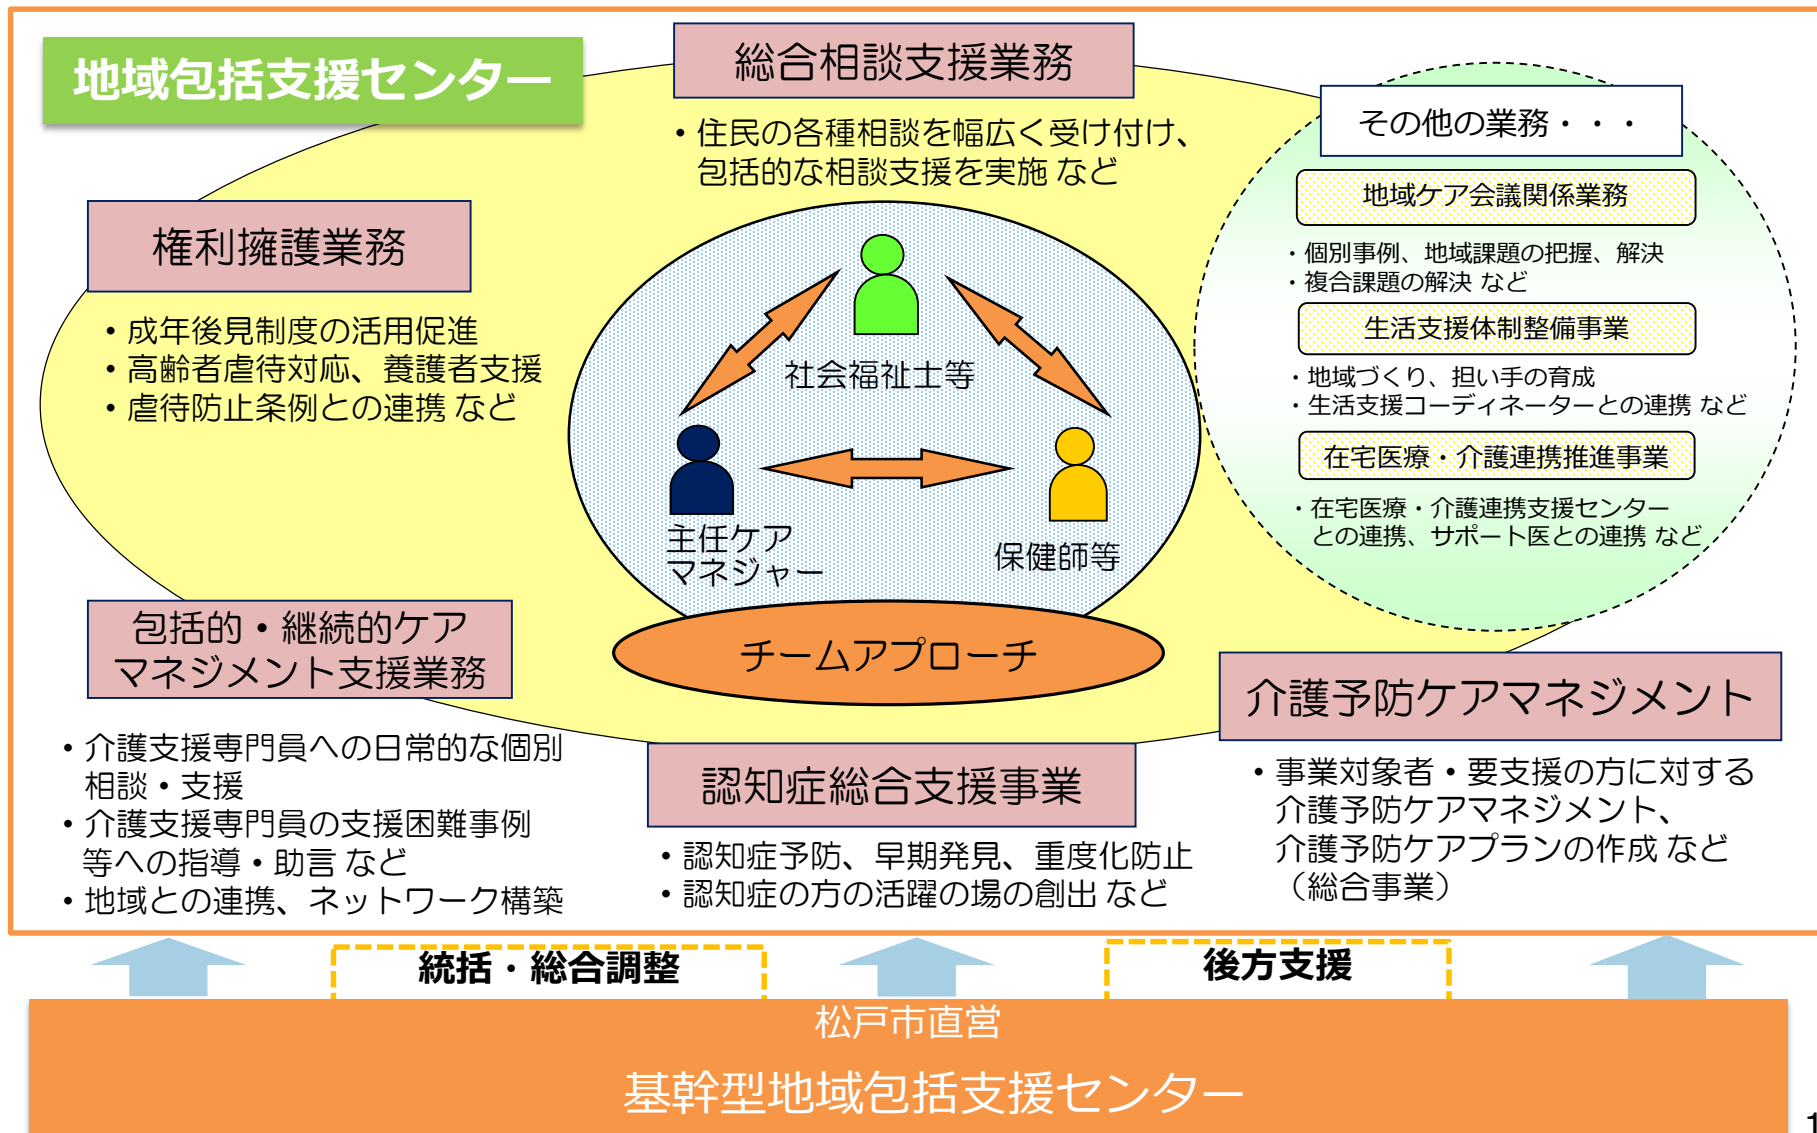 地域包括支援センター
総合相談支援業務
・住民の各種相談を幅広く受け付け、
包括的な相談支援を実施 など
権利擁護業務
・成年後見制度の活用促進
・高齢者虐待対応、養護者支援
・虐待防止条例との連携 など
その他の業務・・・
地域ケア会議関係業務
・個別事例、地域課題の把握、解決
・複合課題の解決 など
生活支援体制整備事業
・地域づくり、担い手の育成
・生活支援コーディネーターとの連携 など
在宅医療・介護連携推進事業
・在宅医療・介護連携支援センター
との連携、サポート医との連携 など
社会福祉士等
主任ケア
マネジャー
保健師等
チームアプローチ
包括的・継続的ケア
マネジメント支援業務
・介護支援専門員への日常的な個別
相談・支援
・介護支援専門員の支援困難事例
等への指導・助言 など
・地域との連携、ネットワーク構築
認知症総合支援事業
・認知症予防、早期発見、重度化防止
・認知症の方の活躍の場の創出 など
介護予防ケアマネジメント
・事業対象者・要支援の方に対する
介護予防ケアマネジメント、
介護予防ケアプランの作成 など
（総合事業）
統括・総合調整
後方支援
松戸市直営
基幹型地域包括支援センター
1